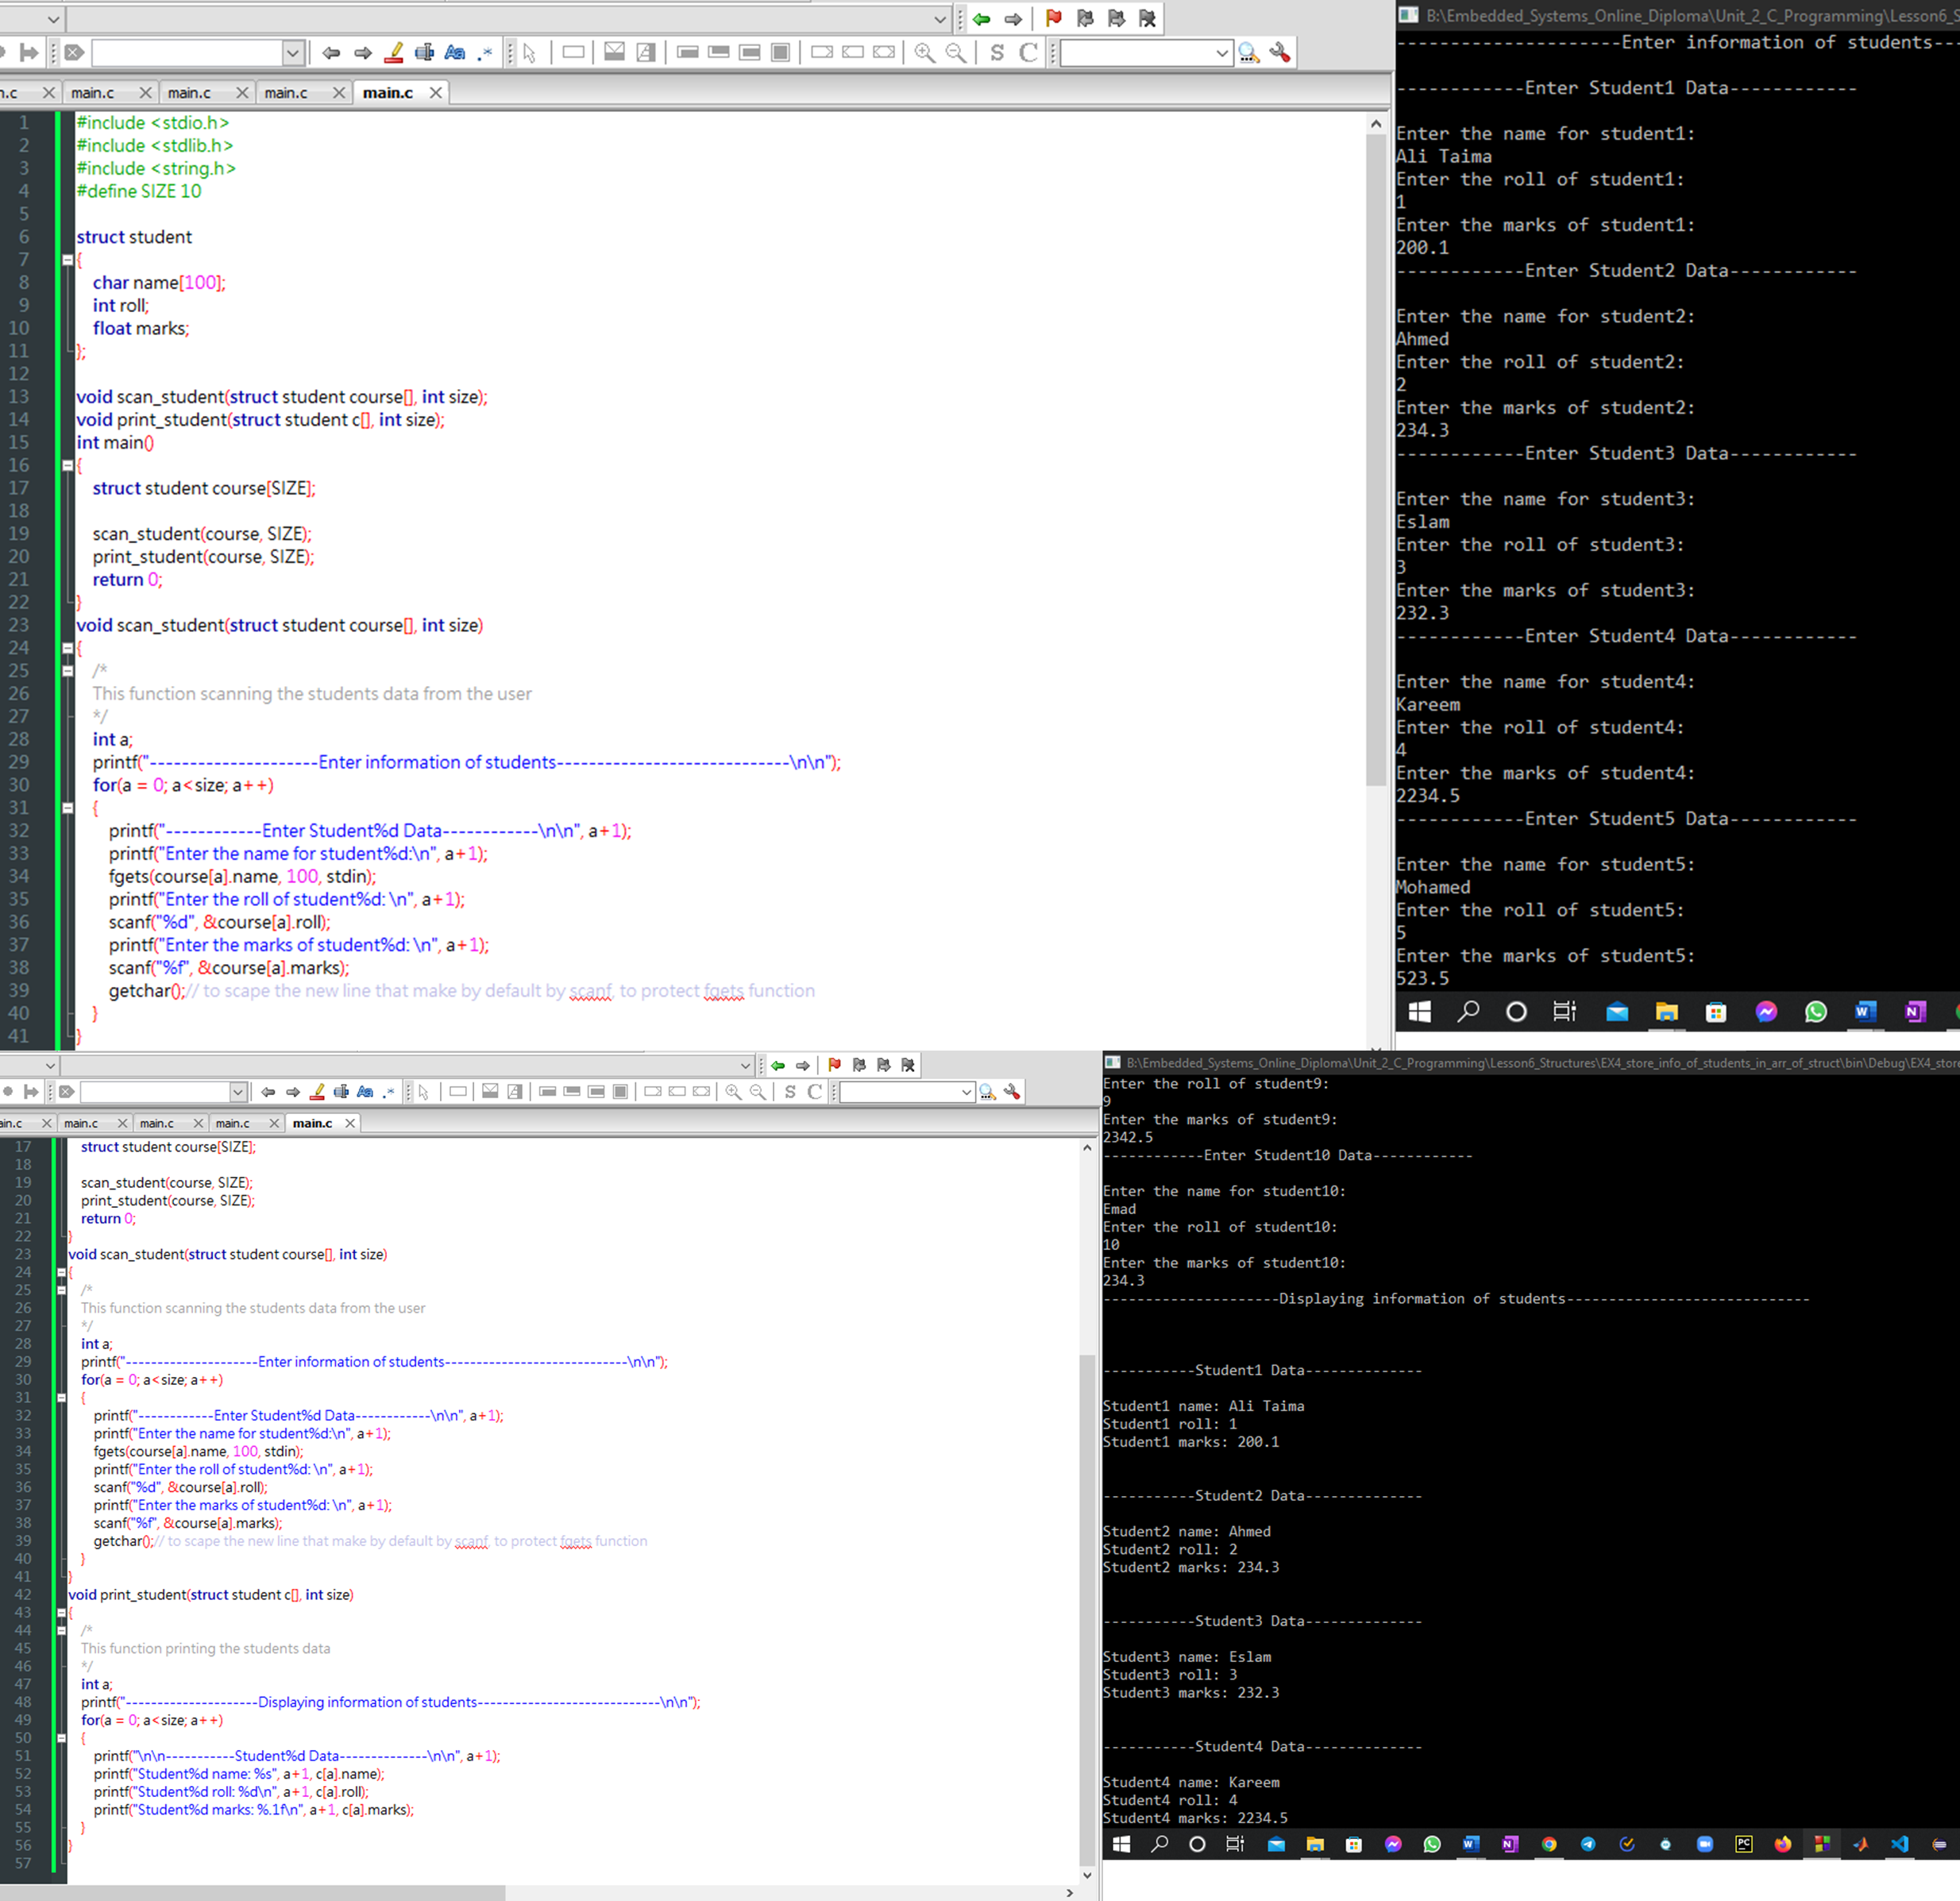 n.c main.c main.c main.c main.c
1 #include <stdio.h>
2 #include <stdlib.h>
3 #include <string.h>
4 #define SIZE 10
5
6 struct student
7 {
8 char name[100];
9 int roll;
10 float marks;
11 };
12
13 void scan_student(struct student course[], int size);
14 void print_student(struct student c[], int size);
15 int main()
16 {
17 struct student course[SIZE];
18
19 scan_student(course, SIZE);
20 print_student(course, SIZE);
21 return 0;
22 }
23 void scan_student(struct student course[], int size)
24 {
25 /*
26 This function scanning the students data from the user
27 */
28 int a;
29 printf("---------------------Enter information of students-----------------------------\n\n");
30 for(a = 0; a<size; a++)
31 {
32 printf("------------Enter Student%d Data------------\n\n", a+1);
33 printf("Enter the name for student%d:\n", a+1);
34 fgets(course[a].name, 100, stdin);
35 printf("Enter the roll of student%d: \n", a+1);
36 scanf("%d", &course[a].roll);
37 printf("Enter the marks of student%d: \n", a+1);
38 scanf("%f", &course[a].marks);
39 getchar();// to scape the new line that make by default by scanf, to protect fgets function
40 }
41 }
B:\Embedded_Systems_Online_Diploma\Unit_2_C_Programming\Lesson6_S
---------------------Enter information of students--
------------Enter Student1 Data------------
Enter the name for student1:
Ali Taima
Enter the roll of student1:
1
Enter the marks of student1:
200.1
------------Enter Student2 Data------------
Enter the name for student2:
Ahmed
Enter the roll of student2:
2
Enter the marks of student2:
234.3
------------Enter Student3 Data------------
Enter the name for student3:
Eslam
Enter the roll of student3:
3
Enter the marks of student3:
232.3
------------Enter Student4 Data------------
Enter the name for student4:
Kareem
Enter the roll of student4:
4
Enter the marks of student4:
2234.5
------------Enter Student5 Data------------
Enter the name for student5:
Mohamed
Enter the roll of student5:
5
Enter the marks of student5:
523.5
ain.c main.c main.c main.c main.c
17 struct student course[SIZE];
18
19 scan_student(course, SIZE);
20 print_student(course, SIZE);
21 return 0;
22 }
23 void scan_student(struct student course[], int size)
24 {
25 /*
26 This function scanning the students data from the user
27 */
28 int a;
29 printf("---------------------Enter information of students-----------------------------\n\n");
30 for(a = 0; a<size; a++)
31 {
32 printf("------------Enter Student%d Data------------\n\n", a+1);
33 printf("Enter the name for student%d:\n", a+1);
34 fgets(course[a].name, 100, stdin);
35 printf("Enter the roll of student%d: \n", a+1);
36 scanf("%d", &course[a].roll);
37 printf("Enter the marks of student%d: \n", a+1);
38 scanf("%f", &course[a].marks);
39 getchar();// to scape the new line that make by default by scanf, to protect fgets function
40 }
41 }
42 void print_student(struct student c[], int size)
43 {
44 /*
45 This function printing the students data
46 */
47 int a;
48 printf("---------------------Displaying information of students-----------------------------\n\n");
49 for(a = 0; a<size; a++)
50 {
51 printf("\n\n-----------Student%d Data--------------\n\n", a+1);
52 printf("Student%d name: %s", a+1, c[a].name);
53 printf("Student%d roll: %d\n", a+1, c[a].roll);
54 printf("Student%d marks: %.1f\n", a+1, c[a].marks);
55 }
56 }
57
B:\Embedded_Systems_Online_Diploma\Unit_2_C_Programming\Lesson6_Structures\EX4_store_info_of_students_in_arr_of_struct\bin\Debug\EX4_store
Enter the roll of student9:
9
Enter the marks of student9:
2342.5
------------Enter Student10 Data------------
Enter the name for student10:
Emad
Enter the roll of student10:
10
Enter the marks of student10:
234.3
---------------------Displaying information of students-----------------------------
-----------Student1 Data--------------
Student1 name: Ali Taima
Student1 roll: 1
Student1 marks: 200.1
-----------Student2 Data--------------
Student2 name: Ahmed
Student2 roll: 2
Student2 marks: 234.3
-----------Student3 Data--------------
Student3 name: Eslam
Student3 roll: 3
Student3 marks: 232.3
-----------Student4 Data--------------
Student4 name: Kareem
Student4 roll: 4
Student4 marks: 2234.5